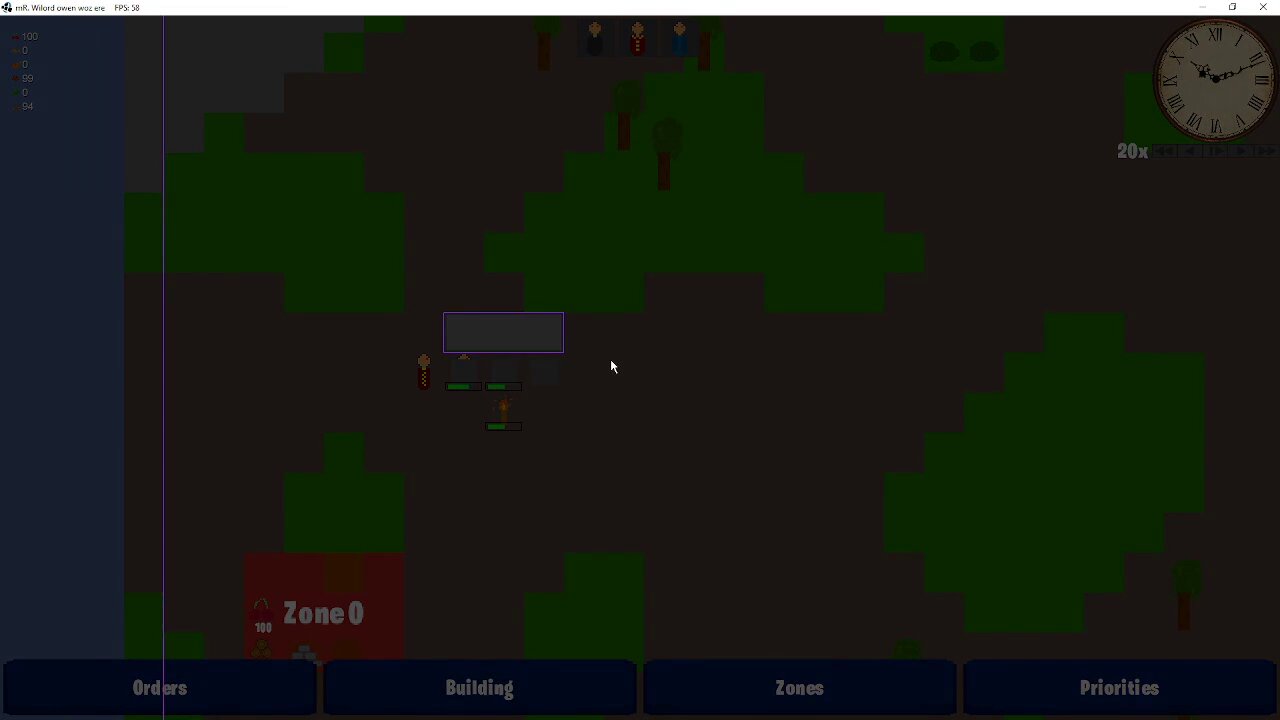 mR. Wilord owen woz ere FPS: 58
100
0
0
99
0
94
XII
20x
Zone 0
100
Orders
Building
Zones
Priorities